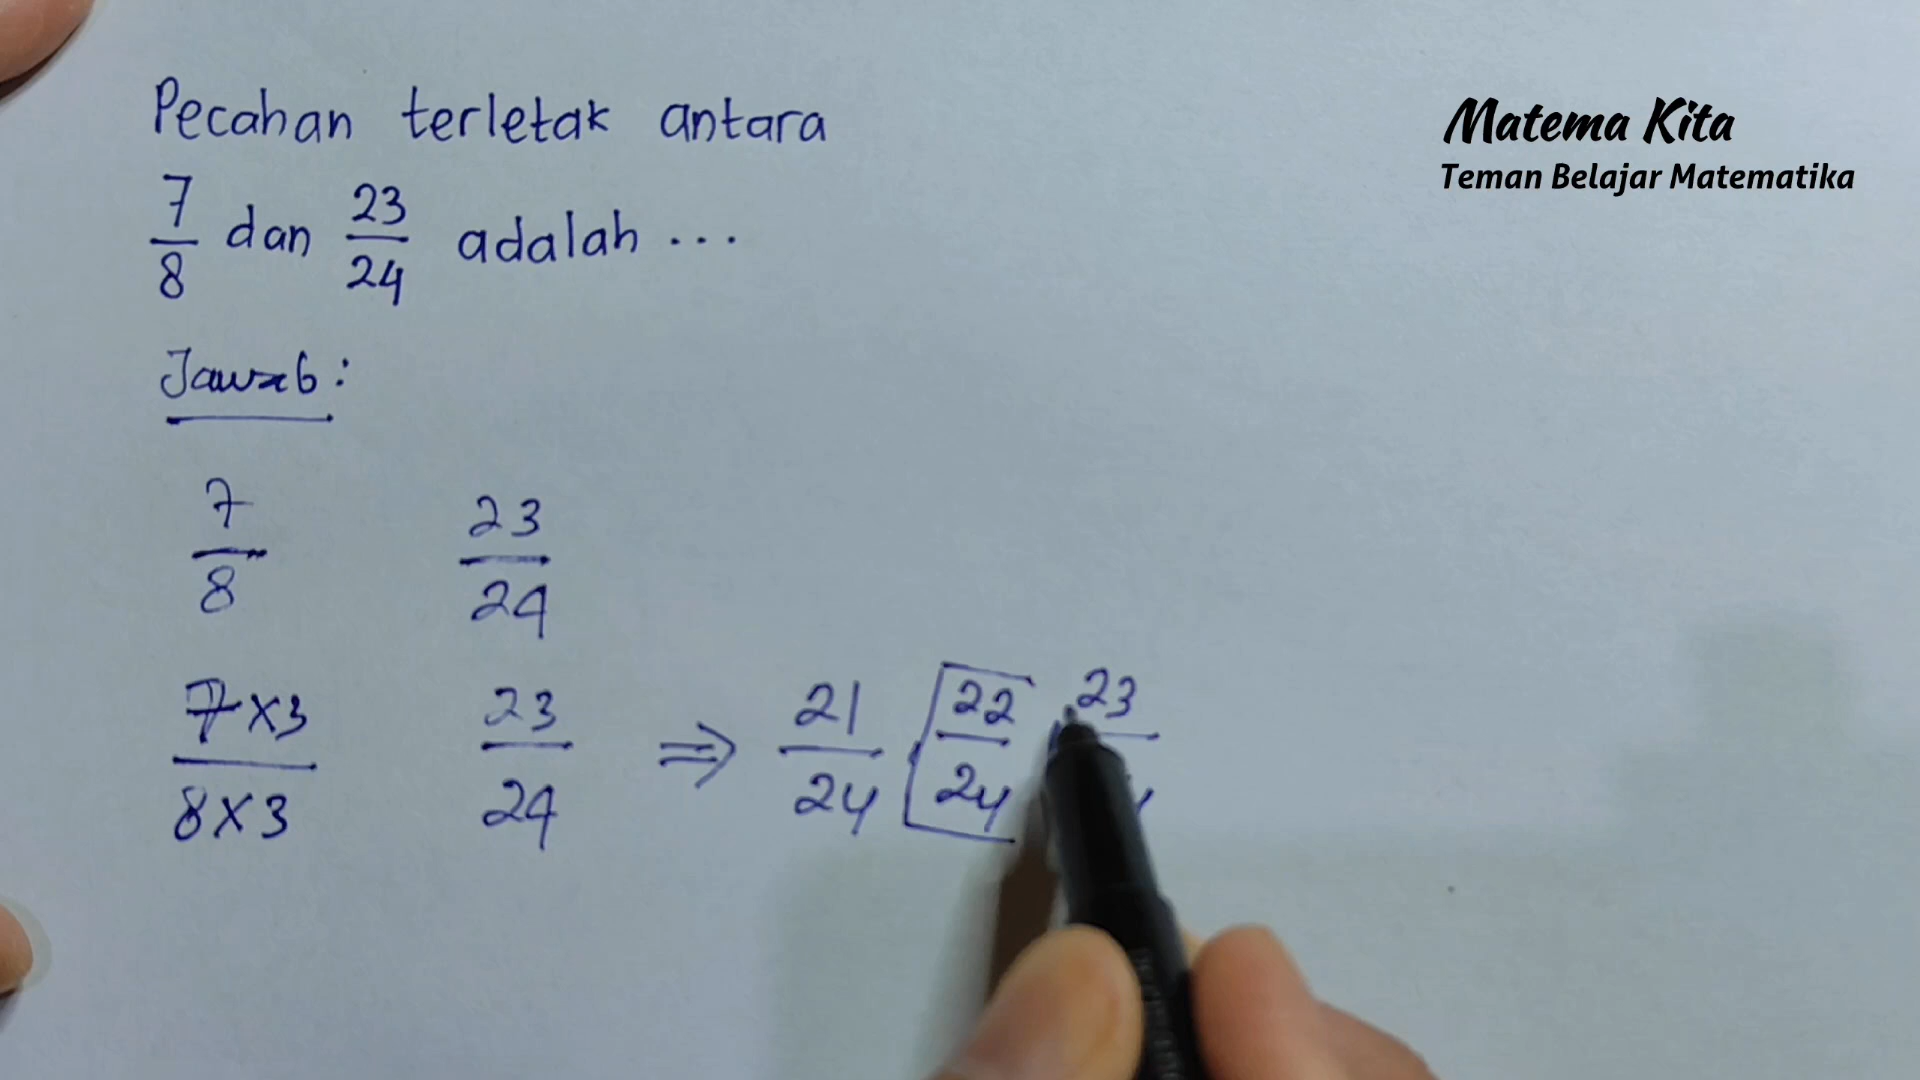 Pecahan terletak antara
7/8 dan 23/24 adalah ...
Jawab :
7/8 23/24
7x3/8x3 23/24 ⇒ 21/24 22/24 23/
Matema Kita
Teman Belajar Matematika